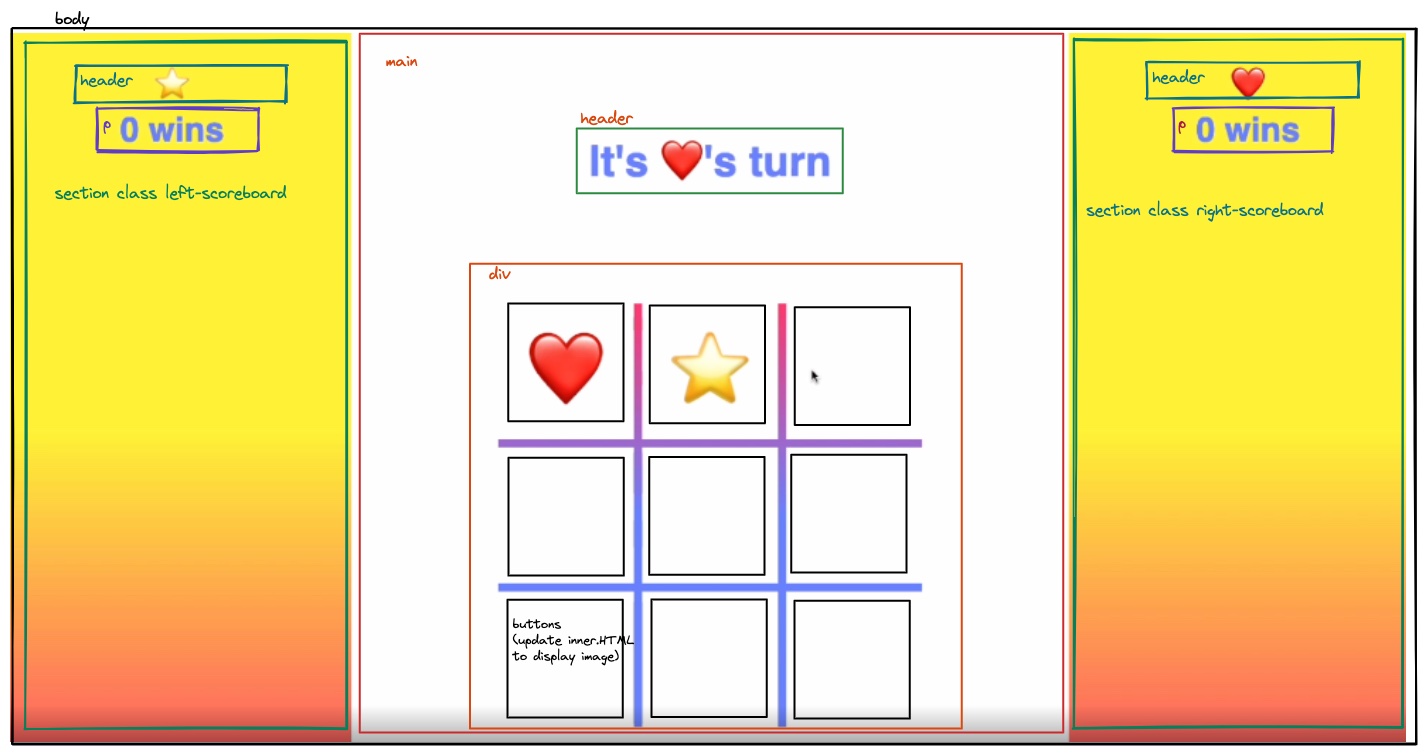 body
header
p 0 wins
section class left-scoreboard
main
header
It's ❤️'s turn
div
buttons
(update inner.HTML
to display image)
header
p 0 wins
section class right-scoreboard